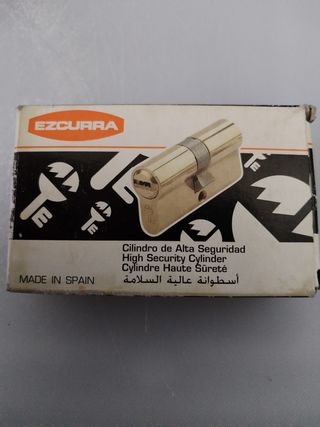 EZCURRA
Cilindro de Alta Seguridad
High Security Cylinder
Cylindre Haute Sûreté
أسطوانة عالية السلامة
MADE IN SPAIN